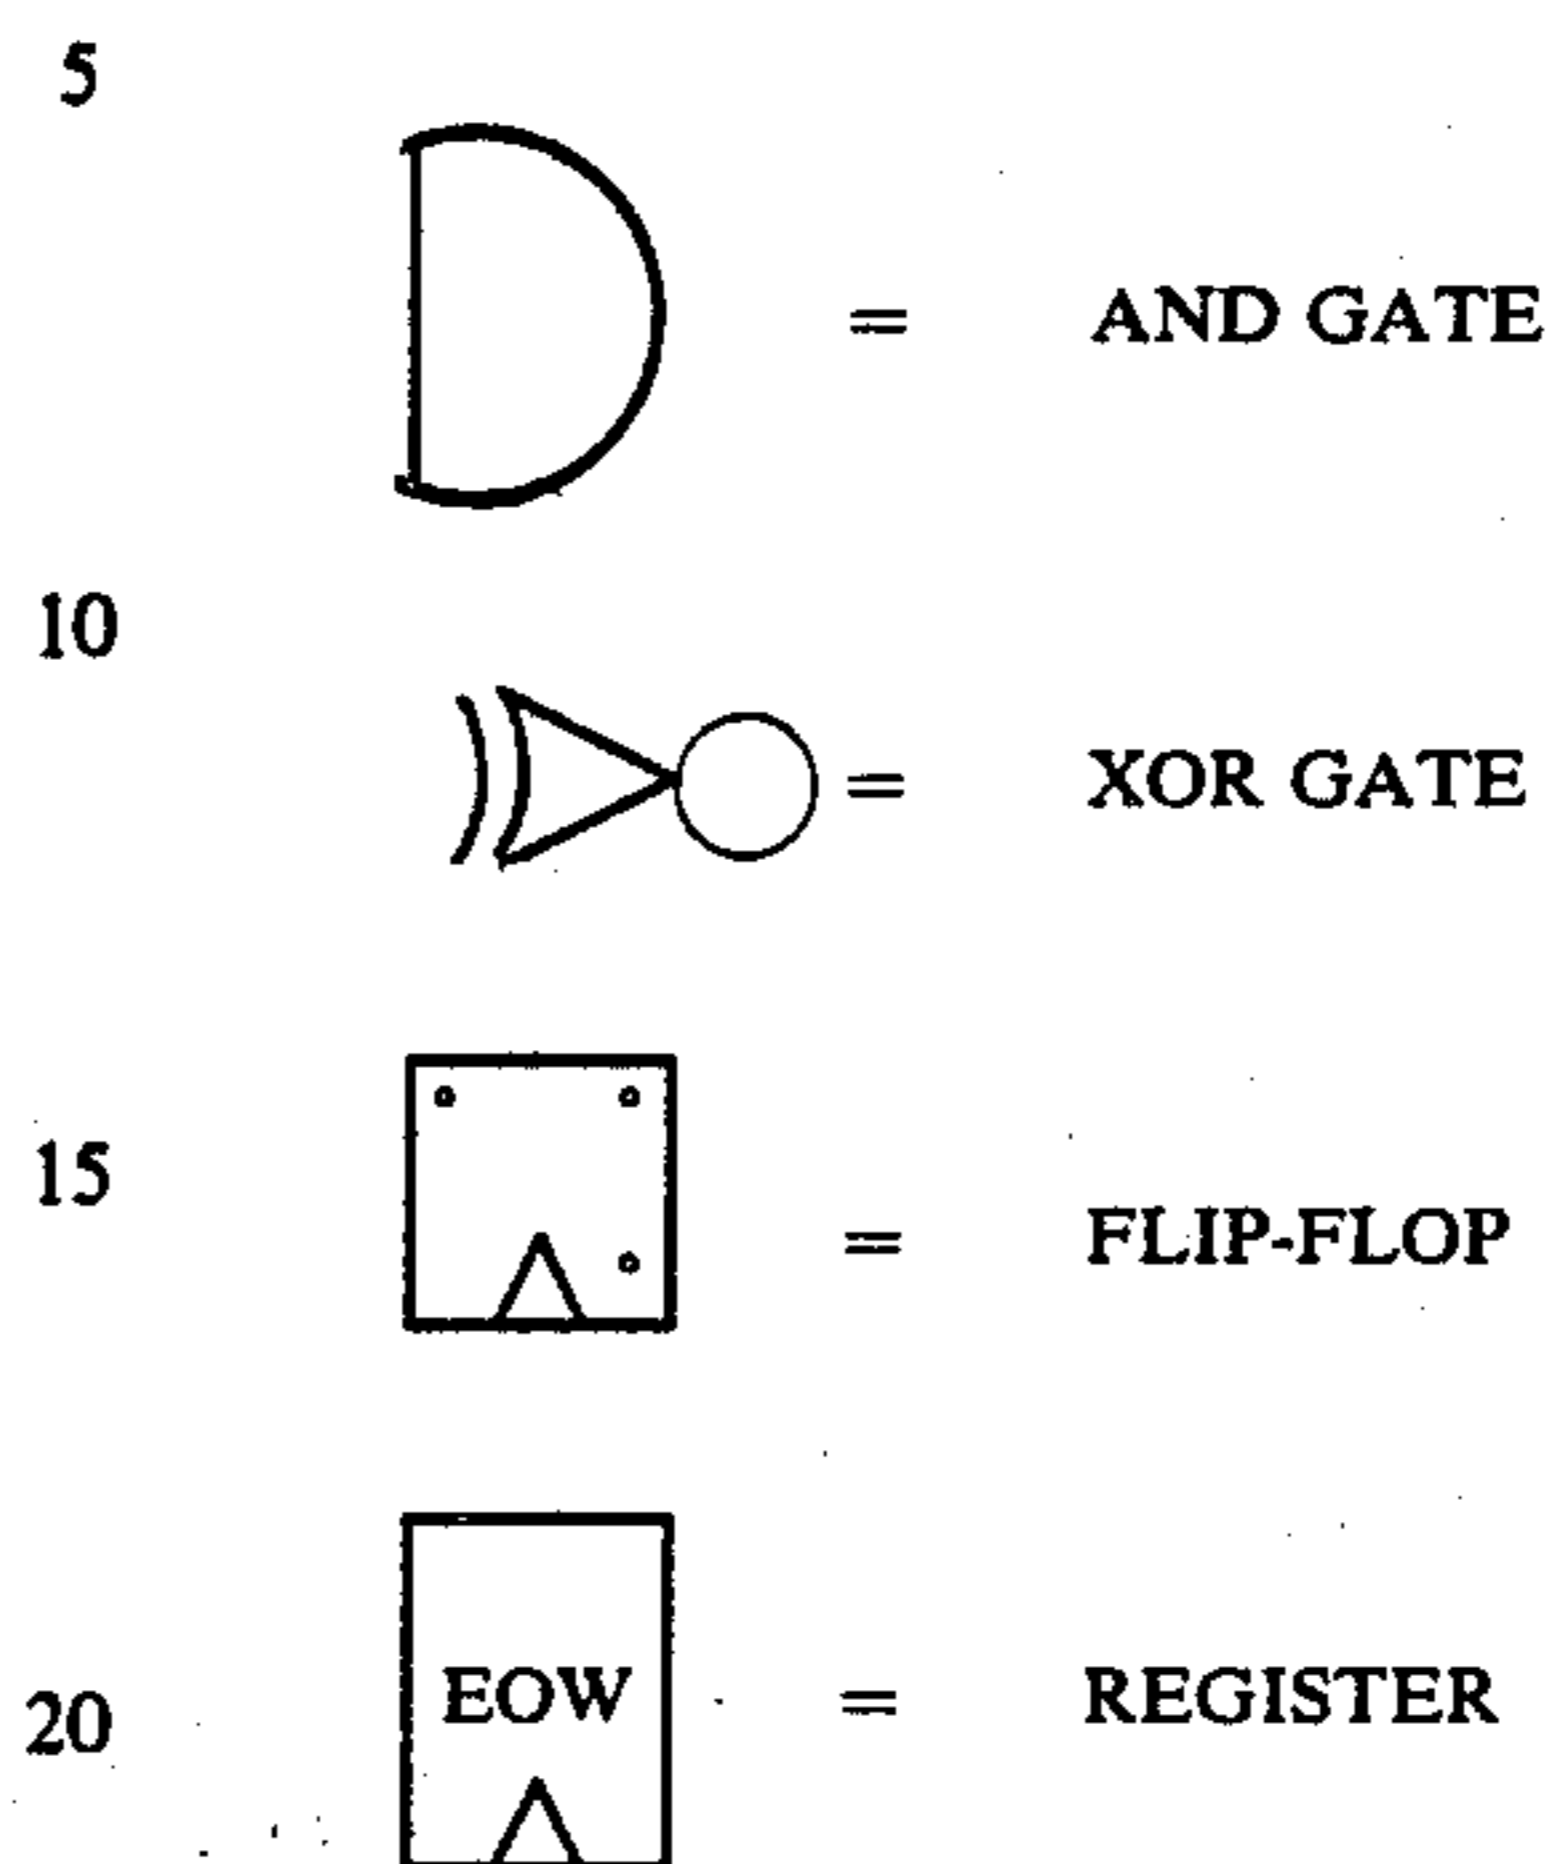 5
= AND GATE
10
= XOR GATE
15
= FLIP-FLOP
EOW = REGISTER
20